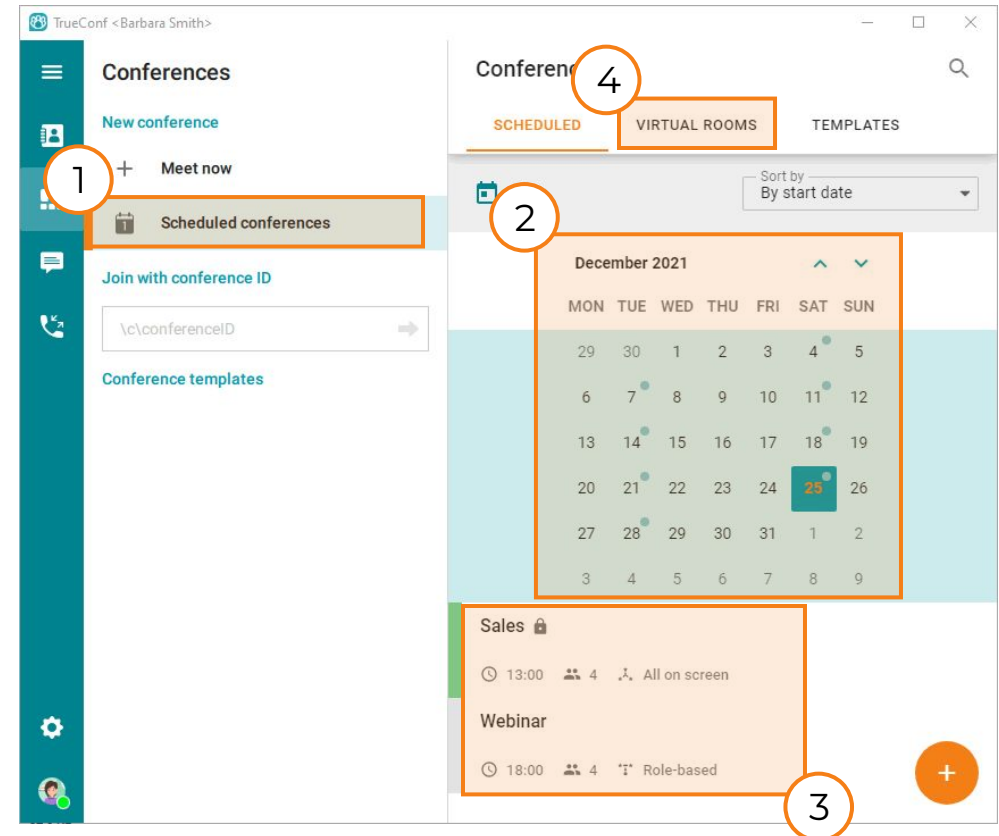 TrueConf <Barbara Smith>
Conferences
New conference
Meet now
1
1
Scheduled conferences
Join with conference ID
\c\conferenceID
Conference templates
4
SCHEDULED VIRTUAL ROOMS TEMPLATES
Sort by
By start date
2
December 2021
MON TUE WED THU FRI SAT SUN
29 30 1 2 3 4 5
6 7 8 9 10 11 12
13 14 15 16 17 18 19
20 21 22 23 24 25 26
27 28 29 30 31 1 2
3 4 5 6 7 8 9
Sales
13:00 4 All on screen
Webinar
18:00 4 Role-based
3